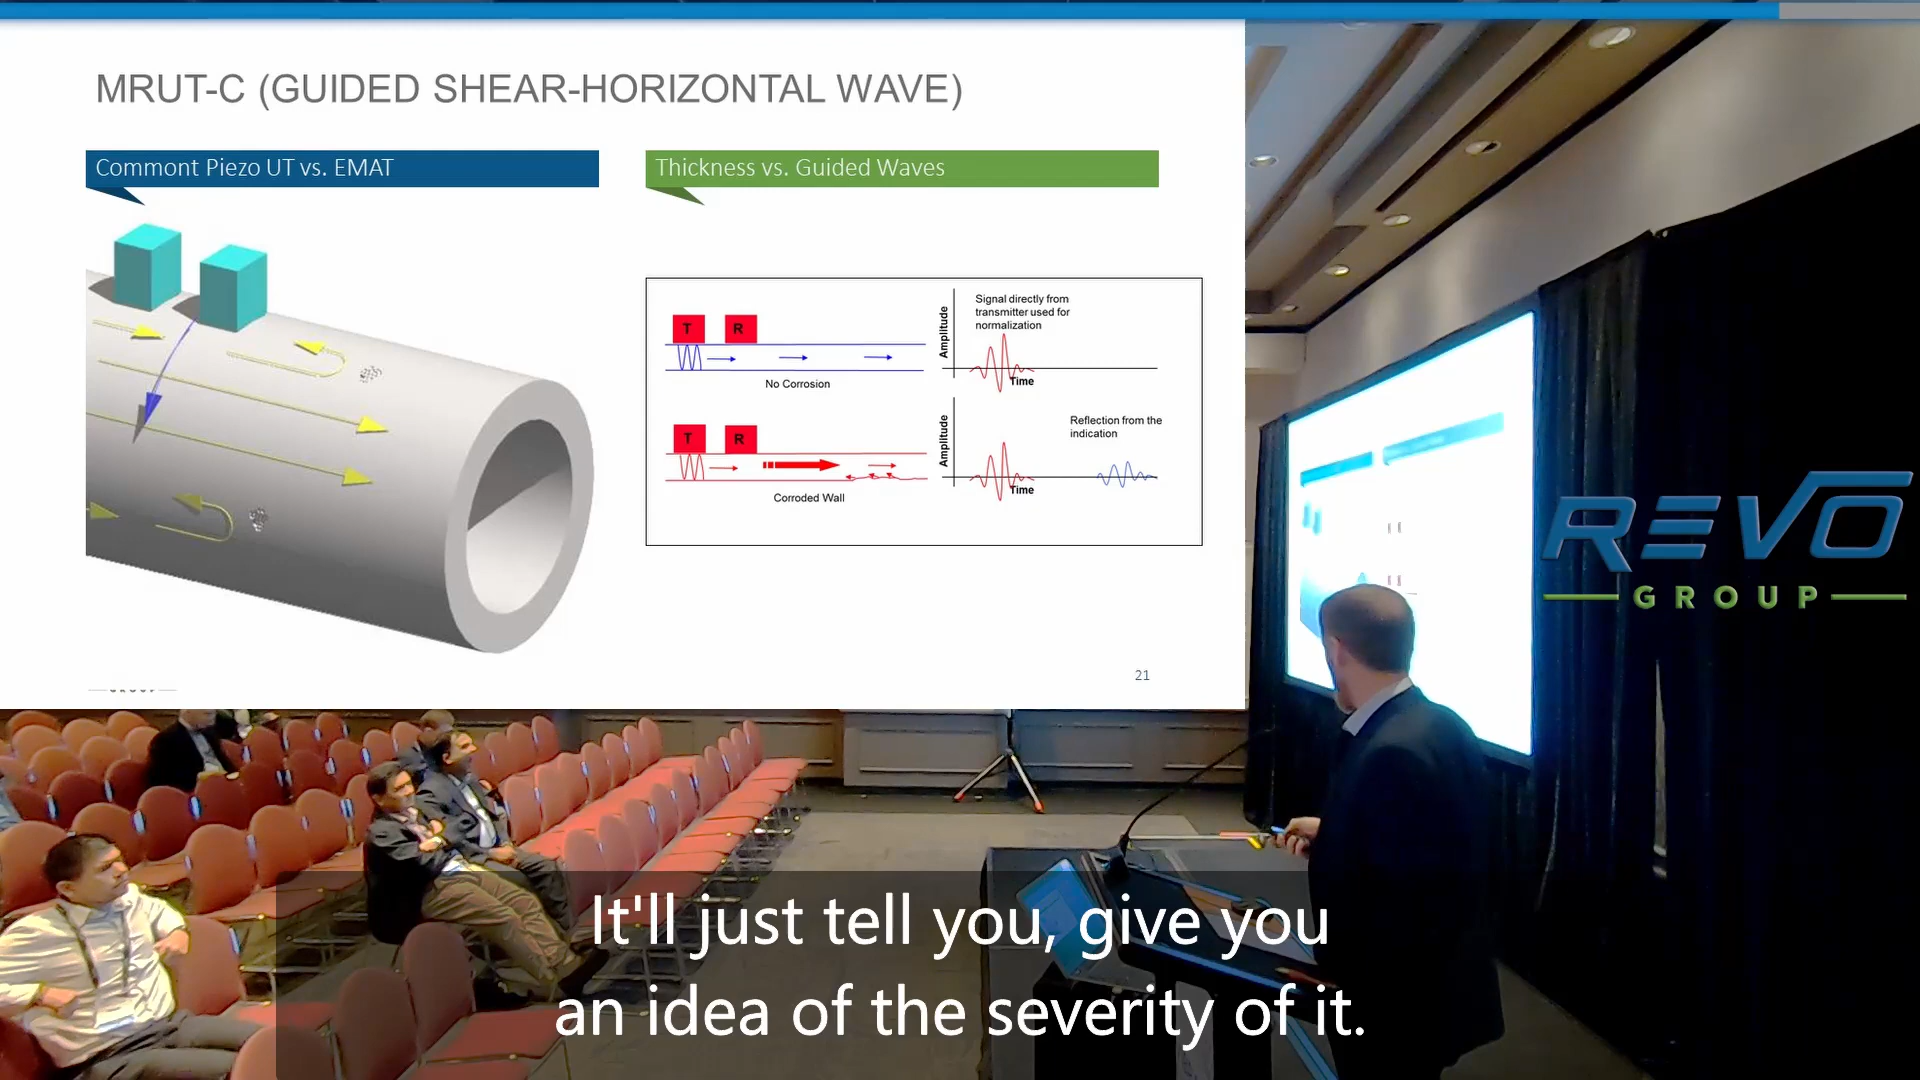 MRUT-C (GUIDED SHEAR-HORIZONTAL WAVE)
Commont Piezo UT vs. EMAT
Thickness vs. Guided Waves
Signal directly from
transmitter used for
normalization
Amplitude
T R
Time
No Corrosion
Reflection from the
indication
Amplitude
T R
Time
Corroded Wall
21
REVO
GROUP
GROUP
It'll just tell you, give you
an idea of the severity of it.